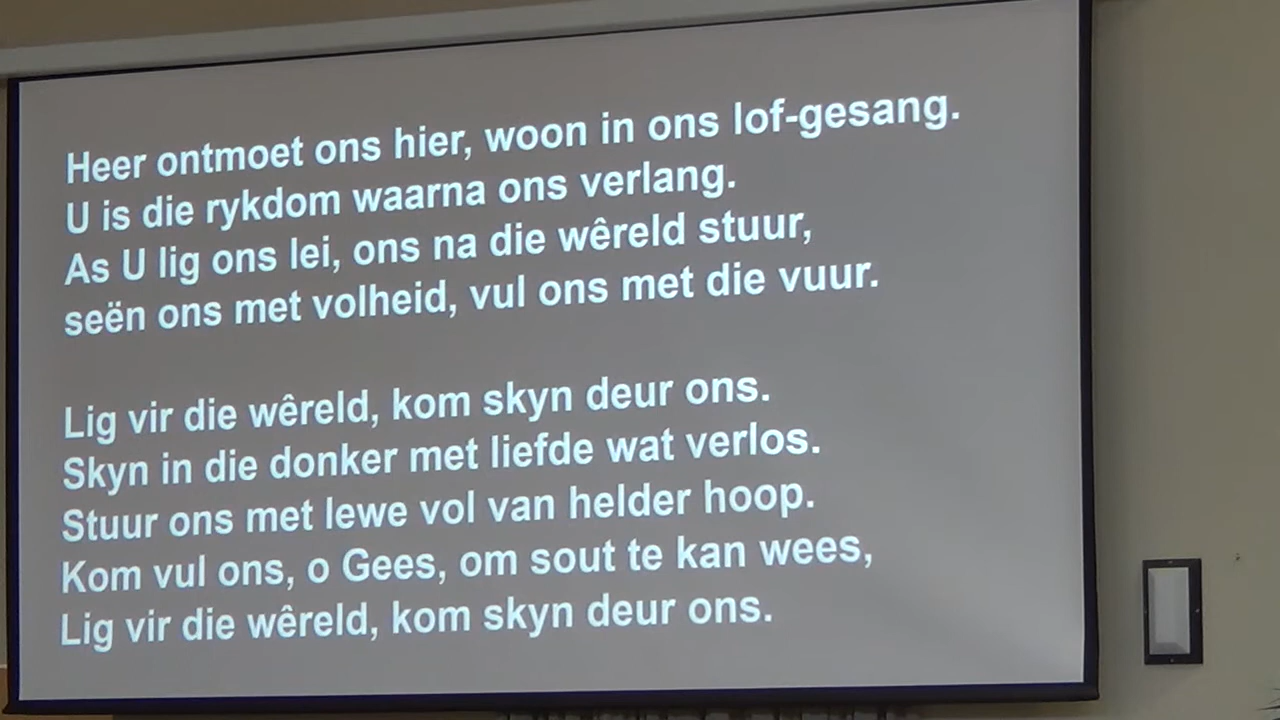 Heer ontmoet ons hier, woon in ons lof-gesang.
U is die rykdom waarna ons verlang.
As U lig ons lei, ons na die wêreld stuur,
seën ons met volheid, vul ons met die vuur.
Lig vir die wêreld, kom skyn deur ons.
Skyn in die donker met liefde wat verlos.
Stuur ons met lewe vol van helder hoop.
Kom vul ons, o Gees, om sout te kan wees,
Lig vir die wêreld, kom skyn deur ons.